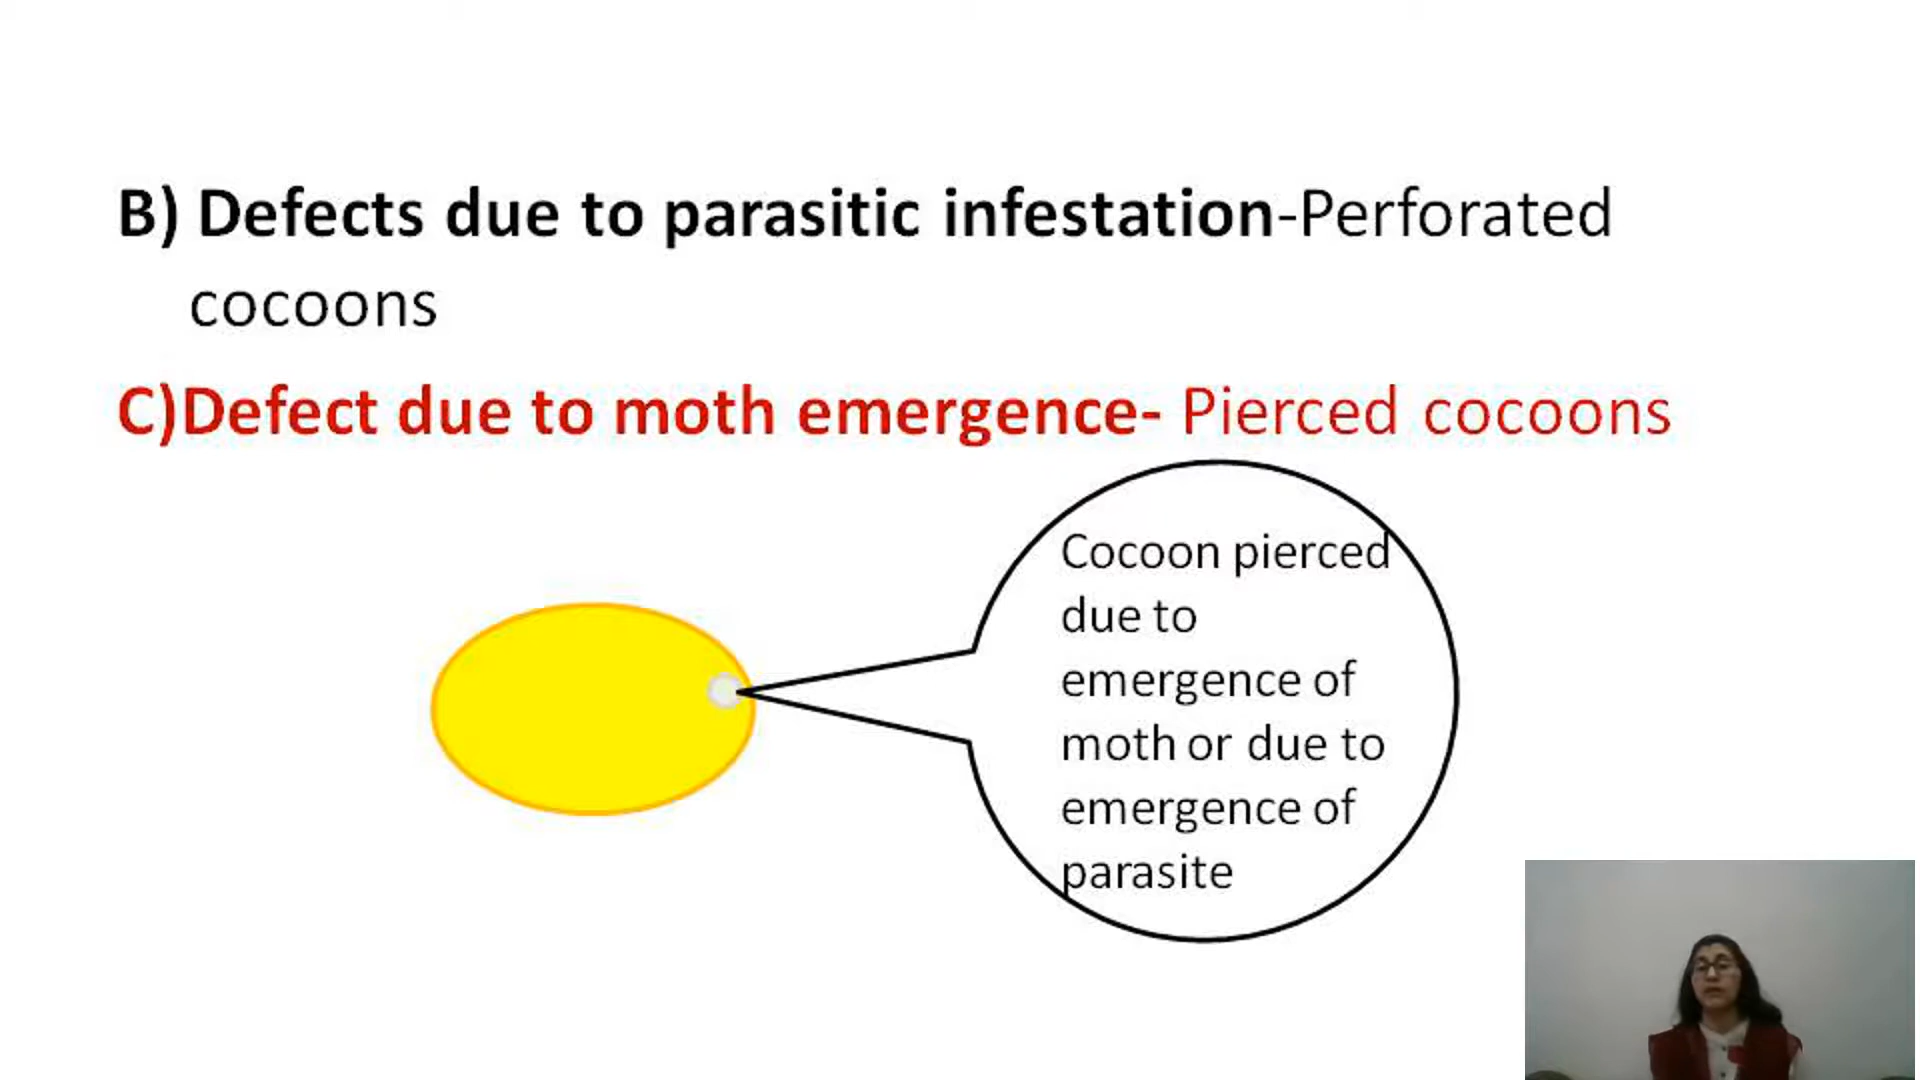 B) Defects due to parasitic infestation-Perforated
cocoons
C)Defect due to moth emergence- Pierced cocoons
Cocoon pierced
due to
emergence of
moth or due to
emergence of
parasite